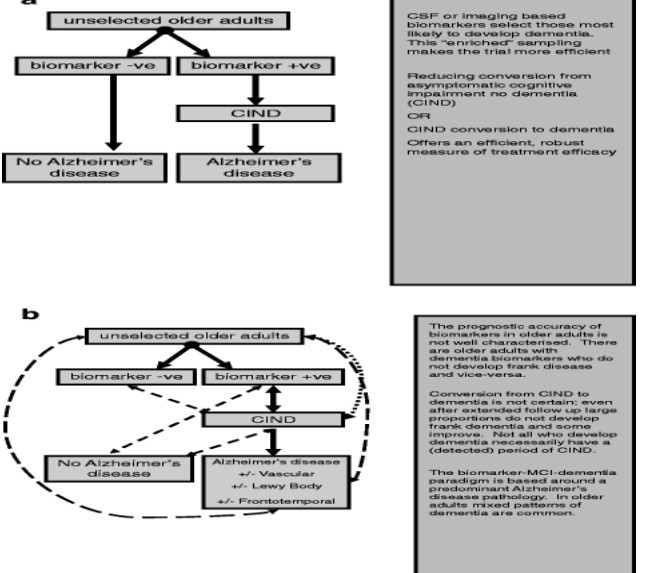 a
unselected older adults
biomarker -ve
biomarker +ve
CIND
No Alzheimer's
disease
Alzheimer's
disease
CSF or imaging based
biomarkers select those most
likely to develop dementia.
This "enriched" sampling
makes the trial more efficient
Reducing conversion from
asymptomatic cognitive
impairment no dementia
(CIND)
OR
CIND conversion to dementia
Offers an efficient, robust
measure of treatment efficacy
b
unselected older adults
biomarker -ve
biomarker +ve
CIND
No Alzheimer's
disease
Alzheimer's disease
+/- Vascular
+/- Lewy Body
+/- Frontotemporal
The prognostic accuracy of
biomarkers in older adults is
not well characterised. There
are older adults with
dementia biomarkers who do
not develop frank disease
and vice-versa.
Conversion from CIND to
dementia is not certain; even
after extended follow up large
proportions do not develop
frank dementia and some
improve. Not all who develop
dementia necessarily have a
(detected) period of CIND.
The biomarker-MCI-dementia
paradigm is based around a
predominant Alzheimer's
disease pathology. In older
adults mixed patterns of
dementia are common.